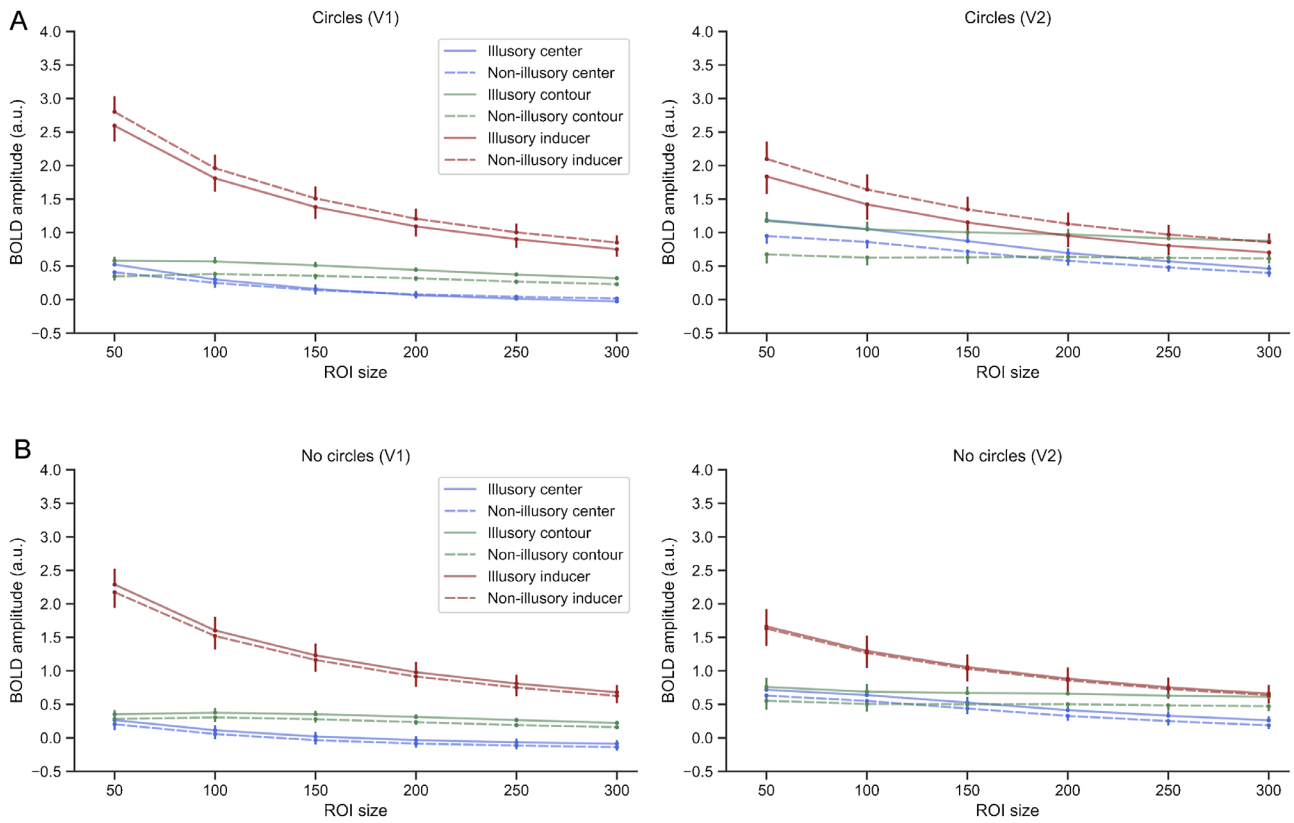 A
Circles (V1)
Circles (V2)
4.0
3.5
3.0
2.5
2.0
1.5
1.0
0.5
0.0
−0.5
BOLD amplitude (a.u.)
Illusory center
Non-illusory center
Illusory contour
Non-illusory contour
Illusory inducer
Non-illusory inducer
50 100 150 200 250 300
ROI size
4.0
3.5
3.0
2.5
2.0
1.5
1.0
0.5
0.0
−0.5
BOLD amplitude (a.u.)
50 100 150 200 250 300
ROI size
B
No circles (V1)
No circles (V2)
4.0
3.5
3.0
2.5
2.0
1.5
1.0
0.5
0.0
−0.5
BOLD amplitude (a.u.)
Illusory center
Non-illusory center
Illusory contour
Non-illusory contour
Illusory inducer
Non-illusory inducer
50 100 150 200 250 300
ROI size
4.0
3.5
3.0
2.5
2.0
1.5
1.0
0.5
0.0
−0.5
BOLD amplitude (a.u.)
50 100 150 200 250 300
ROI size